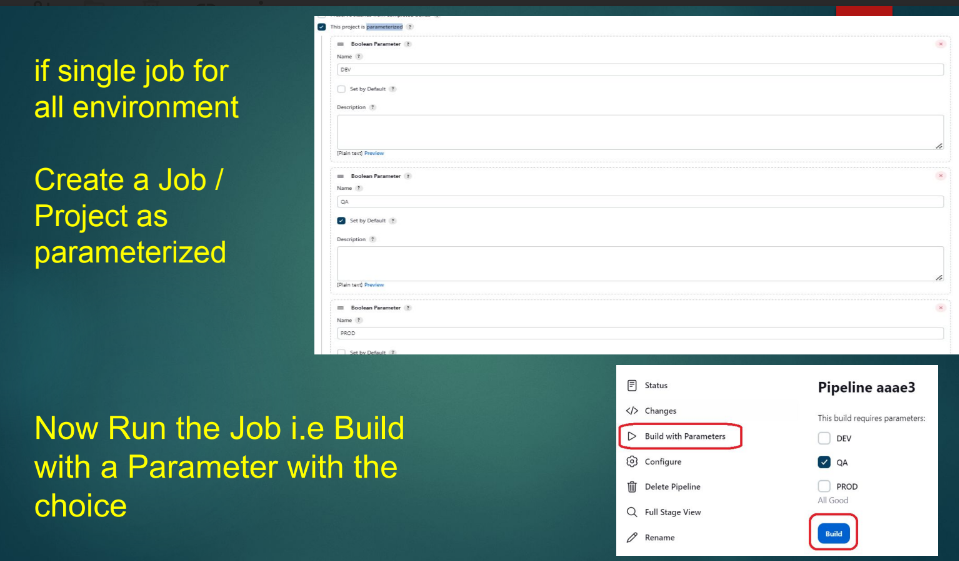 if single job for
all environment
Create a Job /
Project as
parameterized
This project is parameterized ?
Boolean Parameter ?
Name ?
DEV
Set by Default ?
Description ?
[Plain text] Preview
Boolean Parameter ?
Name ?
QA
Set by Default ?
Description ?
[Plain text] Preview
Boolean Parameter ?
Name ?
PROD
Set by Default ?
Now Run the Job i.e Build
with a Parameter with the
choice
Status
Changes
Build with Parameters
Configure
Delete Pipeline
Full Stage View
Rename
Pipeline aaae3
This build requires parameters:
DEV
QA
PROD
All Good
Build